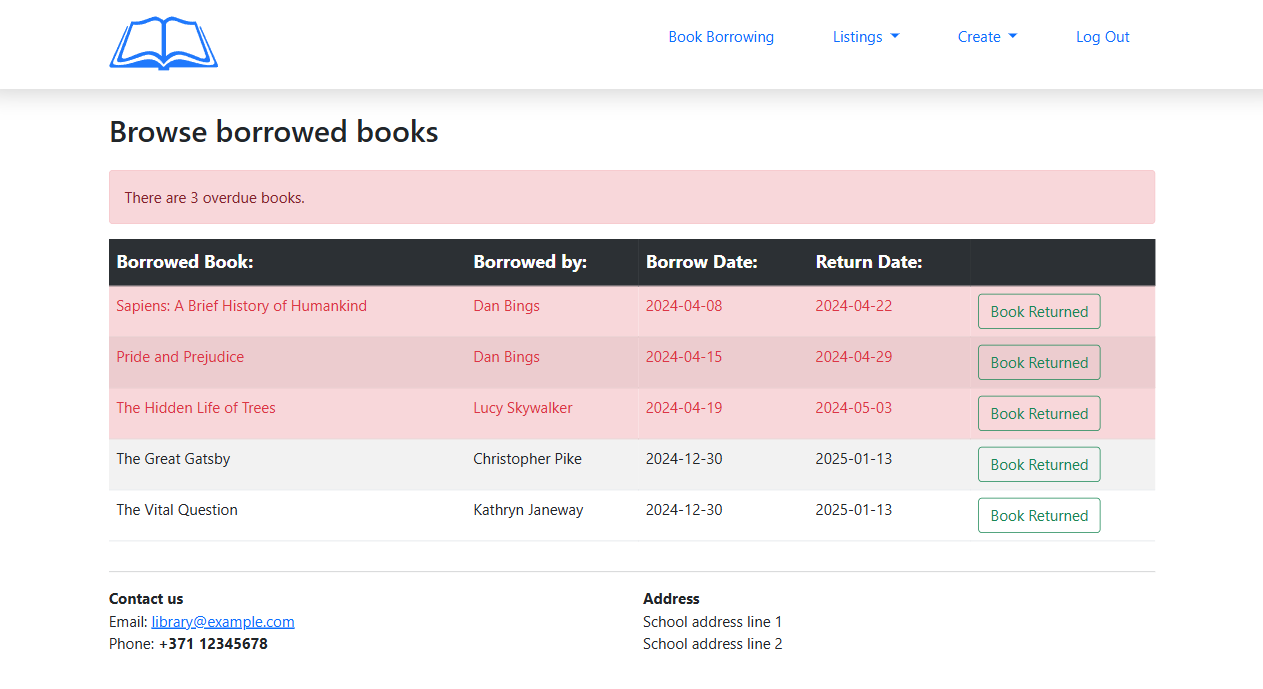 Book Borrowing Listings Create Log Out
Browse borrowed books
There are 3 overdue books.
Borrowed Book: Borrowed by: Borrow Date: Return Date:
Sapiens: A Brief History of Humankind Dan Bings 2024-04-08 2024-04-22 Book Returned
Pride and Prejudice Dan Bings 2024-04-15 2024-04-29 Book Returned
The Hidden Life of Trees Lucy Skywalker 2024-04-19 2024-05-03 Book Returned
The Great Gatsby Christopher Pike 2024-12-30 2025-01-13 Book Returned
The Vital Question Kathryn Janeway 2024-12-30 2025-01-13 Book Returned
Contact us
Email: library@example.com
Phone: +371 12345678
Address
School address line 1
School address line 2